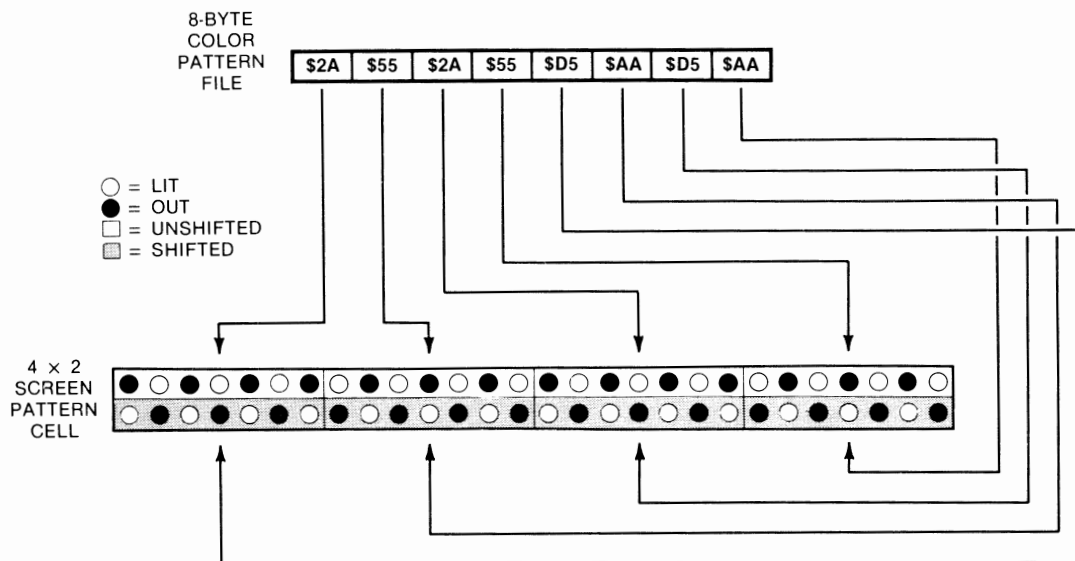 8-BYTE
COLOR
PATTERN
FILE
$2A $55 $2A $55 $D5 $AA $D5 $AA
= LIT
= OUT
= UNSHIFTED
= SHIFTED
4 × 2
SCREEN
PATTERN
CELL